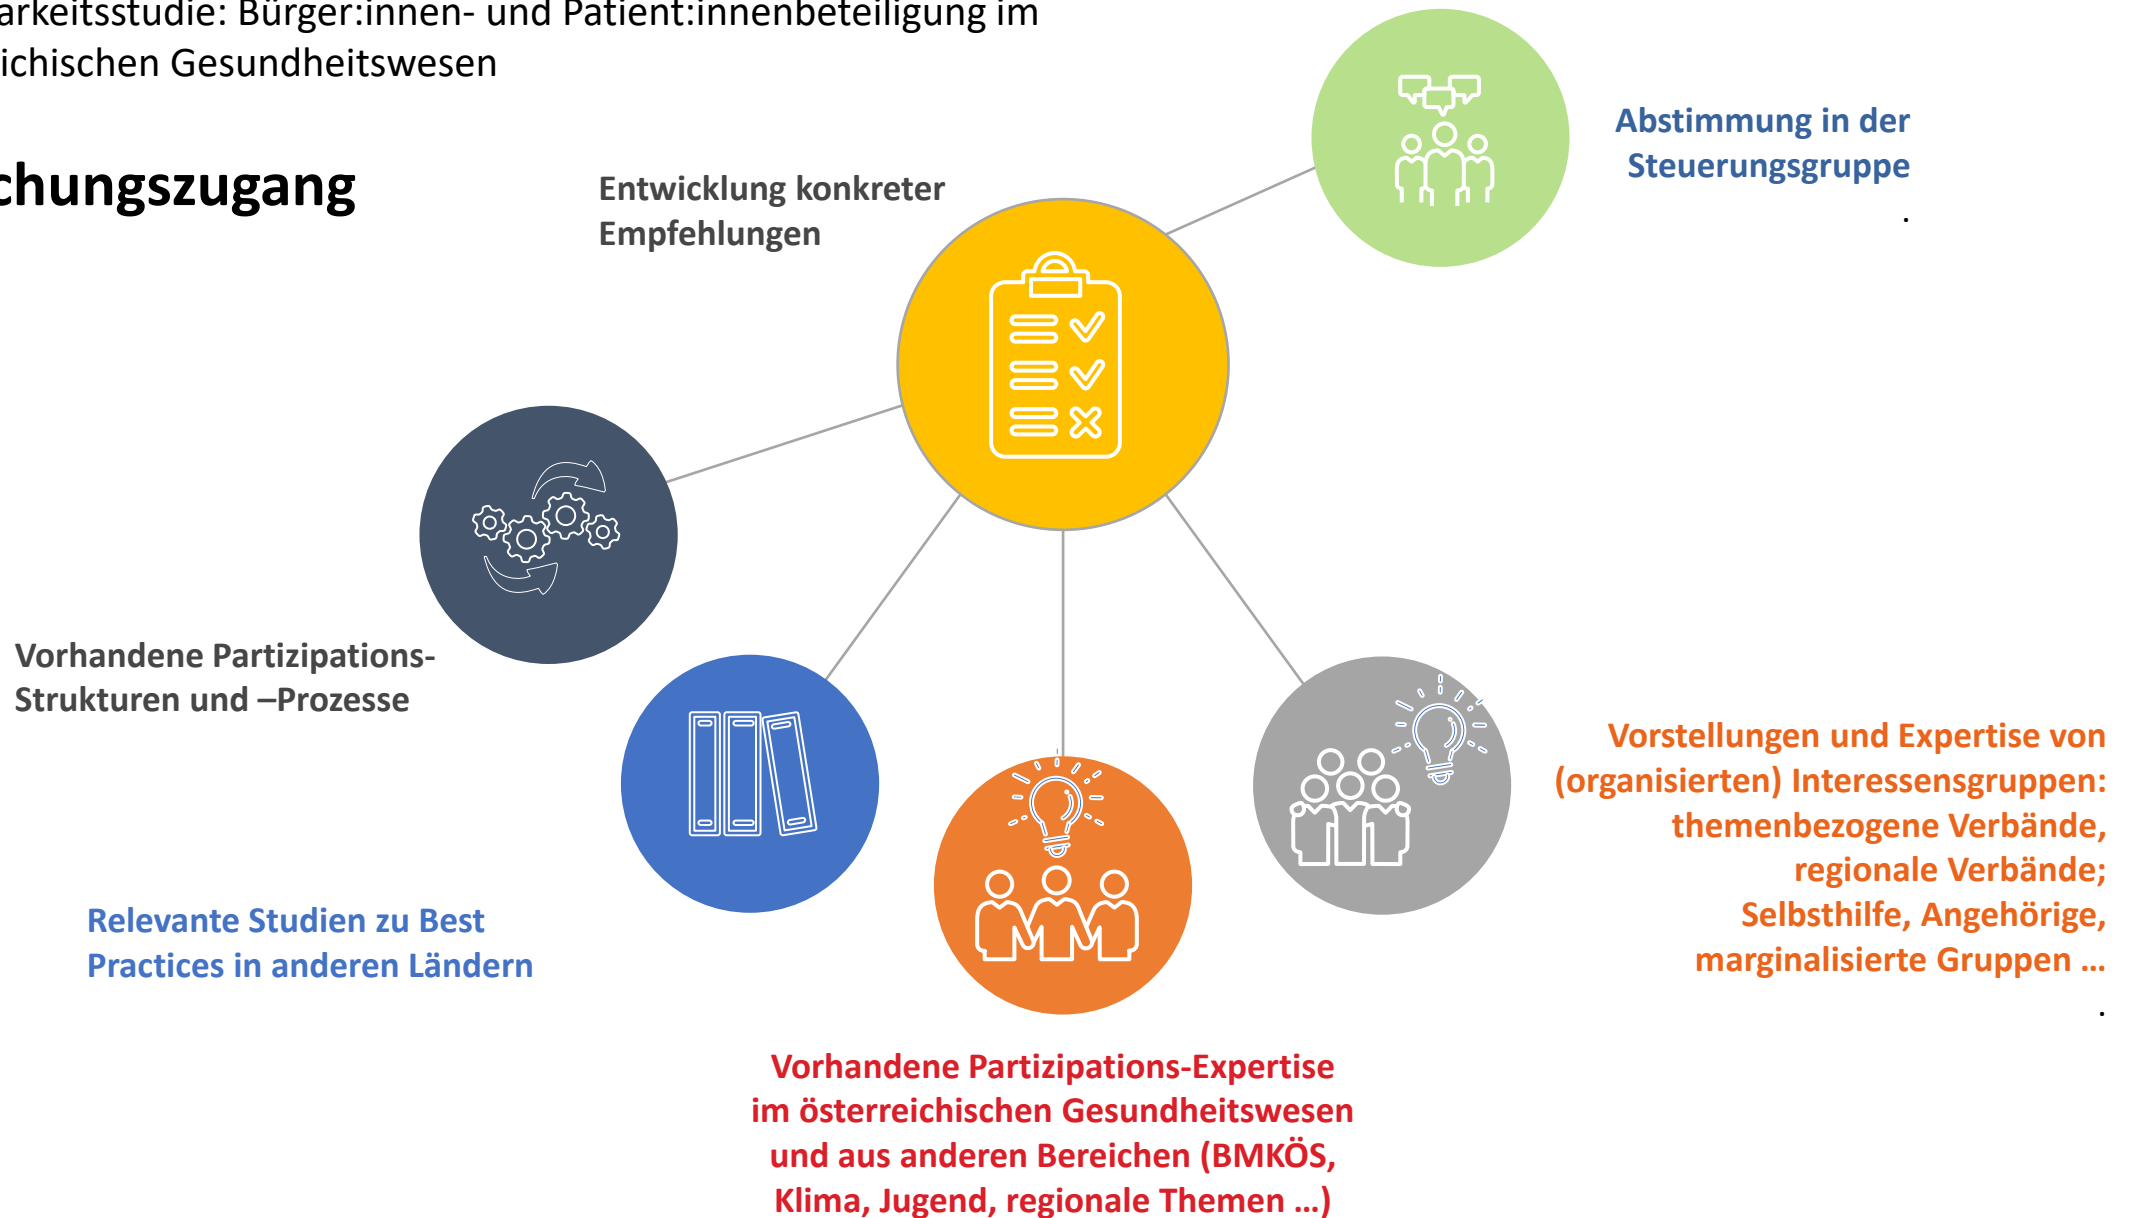 arkeitsstudie: Bürger:innen- und Patient:innenbeteiligung im
ichischen Gesundheitswesen
chungszugang
Entwicklung konkreter
Empfehlungen
Abstimmung in der
Steuerungsgruppe
.
Vorhandene Partizipations-
Strukturen und –Prozesse
Relevante Studien zu Best
Practices in anderen Ländern
Vorhandene Partizipations-Expertise
im österreichischen Gesundheitswesen
und aus anderen Bereichen (BMKÖS,
Klima, Jugend, regionale Themen …)
Vorstellungen und Expertise von
(organisierten) Interessensgruppen:
themenbezogene Verbände,
regionale Verbände;
Selbsthilfe, Angehörige,
marginalisierte Gruppen …
.